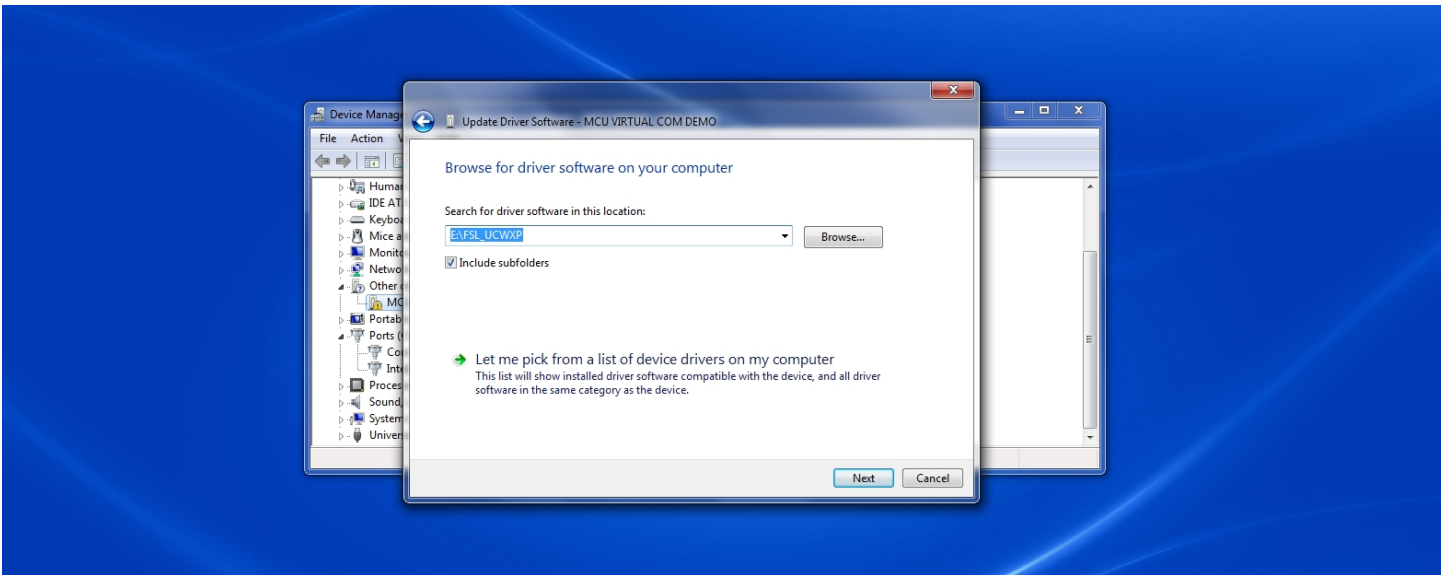 Device Manag
File Action V
Humar
IDE AT
Keyboa
Mice a
Monito
Netwo
Other d
MC
Portab
Ports (
Co
Inte
Proces
Sound,
System
Univers
Update Driver Software - MCU VIRTUAL COM DEMO
Browse for driver software on your computer
Search for driver software in this location:
E:\FSL_UCWXP
Browse...
Include subfolders
Let me pick from a list of device drivers on my computer
This list will show installed driver software compatible with the device, and all driver
software in the same category as the device.
Next Cancel